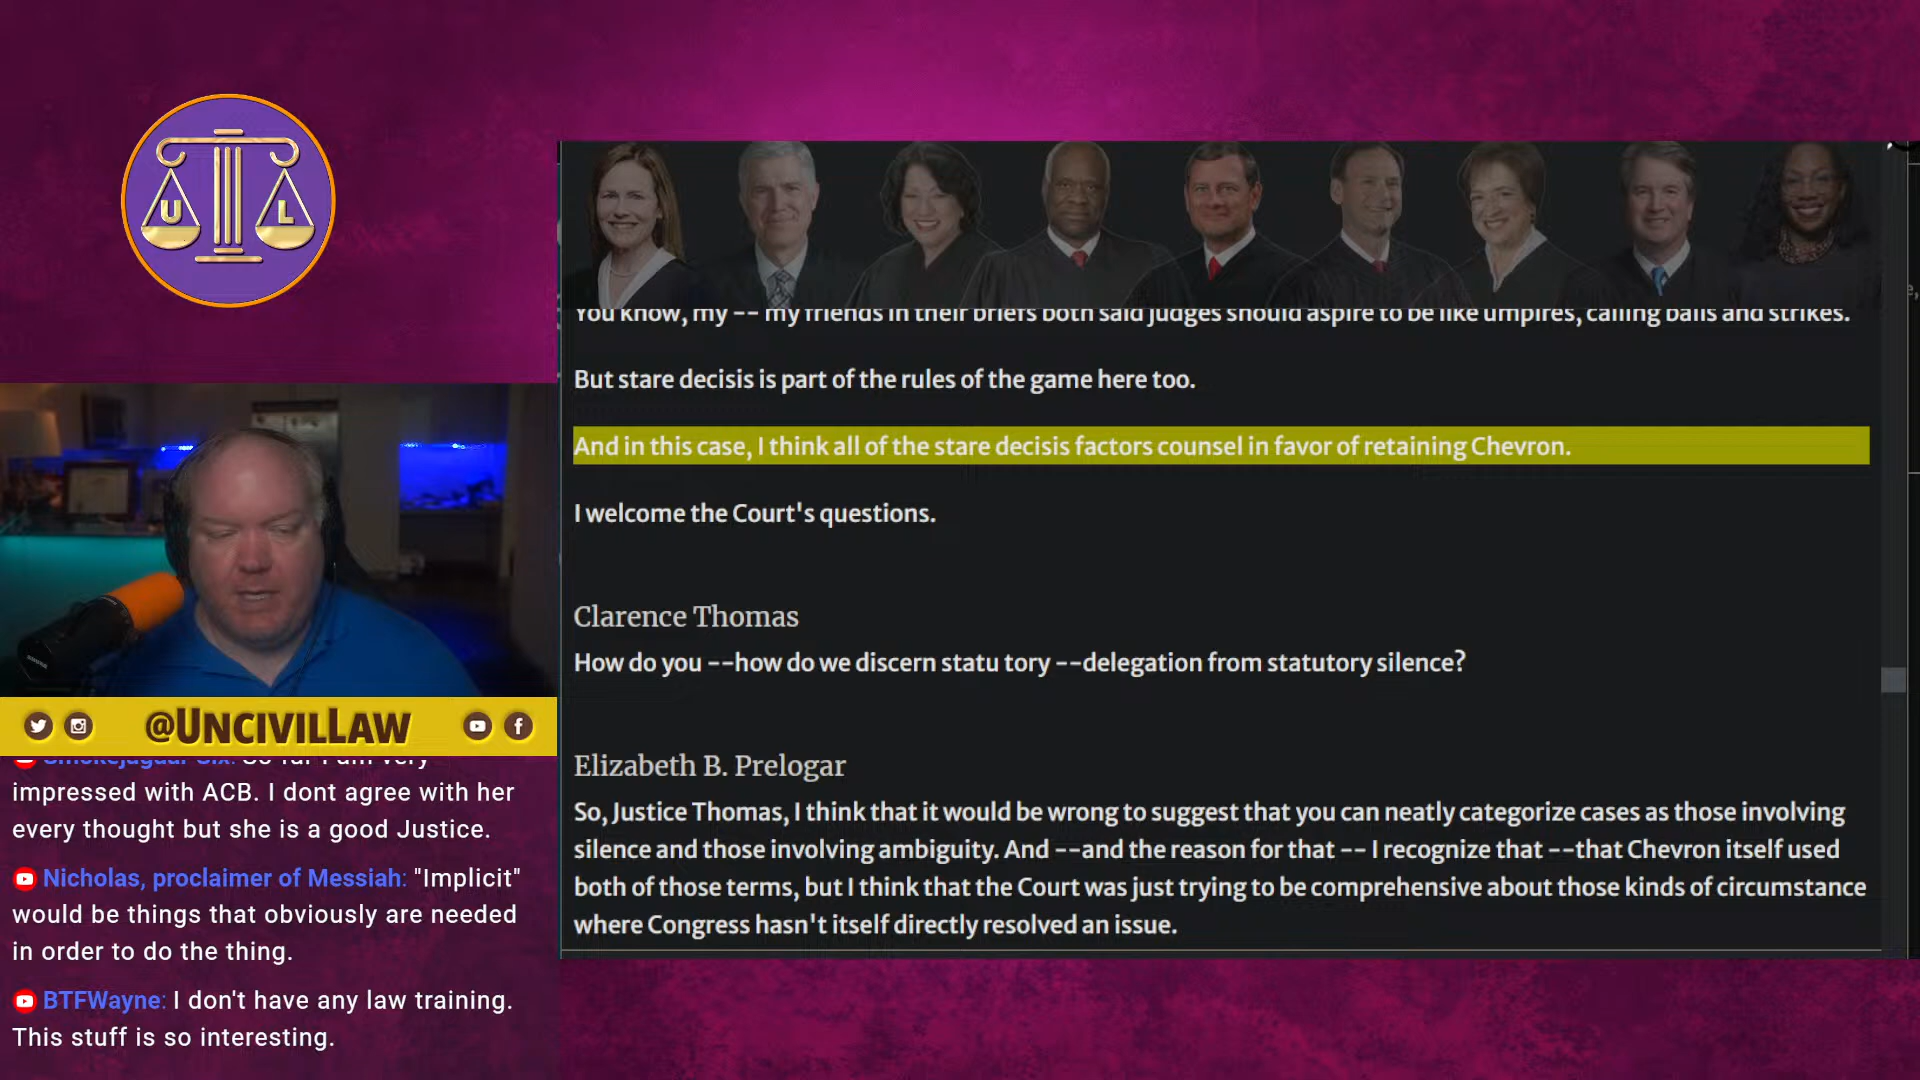 U L
You know, my -- my friends in their briefs both said judges should aspire to be like umpires, calling balls and strikes.
But stare decisis is part of the rules of the game here too.
And in this case, I think all of the stare decisis factors counsel in favor of retaining Chevron.
I welcome the Court's questions.
Clarence Thomas
How do you --how do we discern statu tory --delegation from statutory silence?
Elizabeth B. Prelogar
So, Justice Thomas, I think that it would be wrong to suggest that you can neatly categorize cases as those involving
silence and those involving ambiguity. And --and the reason for that -- I recognize that --that Chevron itself used
both of those terms, but I think that the Court was just trying to be comprehensive about those kinds of circumstance
where Congress hasn't itself directly resolved an issue.
@UNCIVILLAW
Smokejaguar Six: So far I am very
impressed with ACB. I dont agree with her
every thought but she is a good Justice.
Nicholas, proclaimer of Messiah: "Implicit"
would be things that obviously are needed
in order to do the thing.
BTFWayne: I don't have any law training.
This stuff is so interesting.